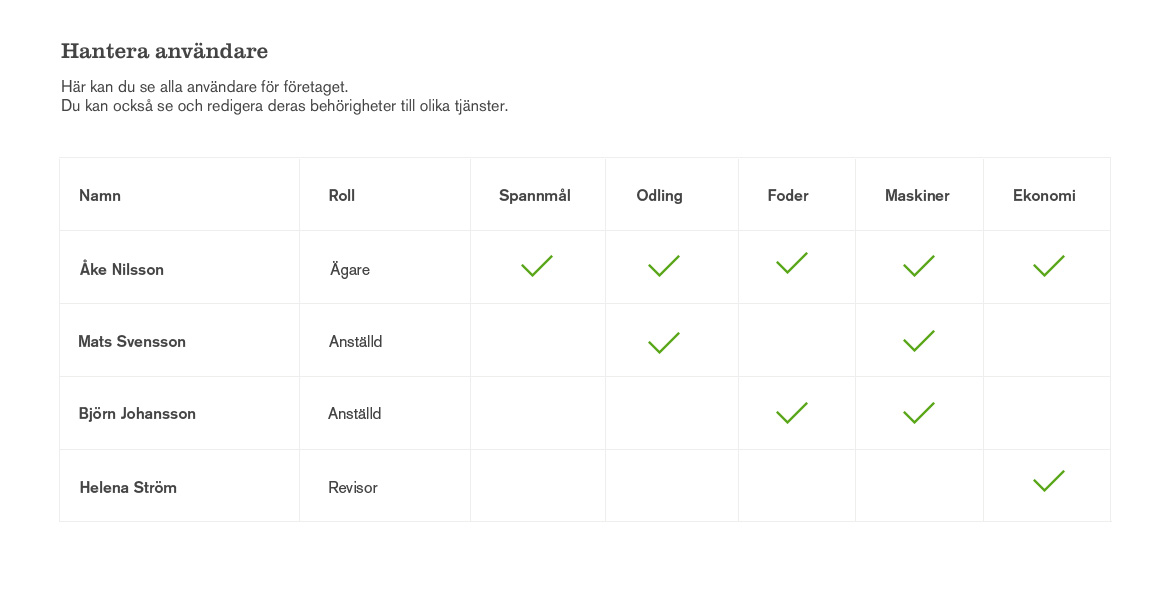 Hantera användare
Här kan du se alla användare för företaget.
Du kan också se och redigera deras behörigheter till olika tjänster.
Namn Roll Spannmål Odling Foder Maskiner Ekonomi
Åke Nilsson Ägare
Mats Svensson Anställd
Björn Johansson Anställd
Helena Ström Revisor